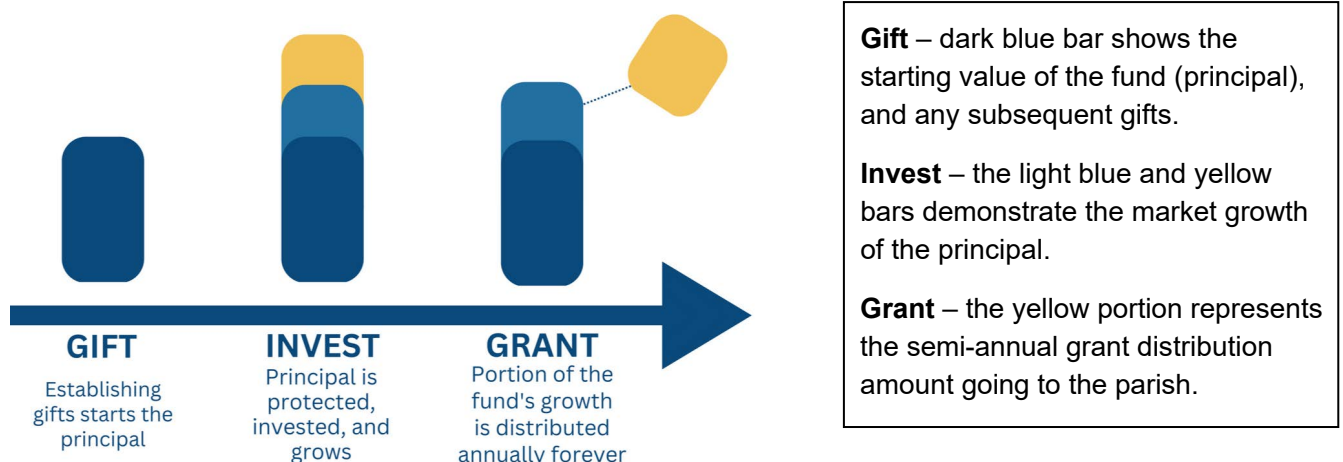 GIFT
Establishing
gifts starts the
principal
INVEST
Principal is
protected,
invested, and
grows
GRANT
Portion of the
fund's growth
is distributed
annually forever
Gift – dark blue bar shows the
starting value of the fund (principal),
and any subsequent gifts.
Invest – the light blue and yellow
bars demonstrate the market growth
of the principal.
Grant – the yellow portion represents
the semi-annual grant distribution
amount going to the parish.